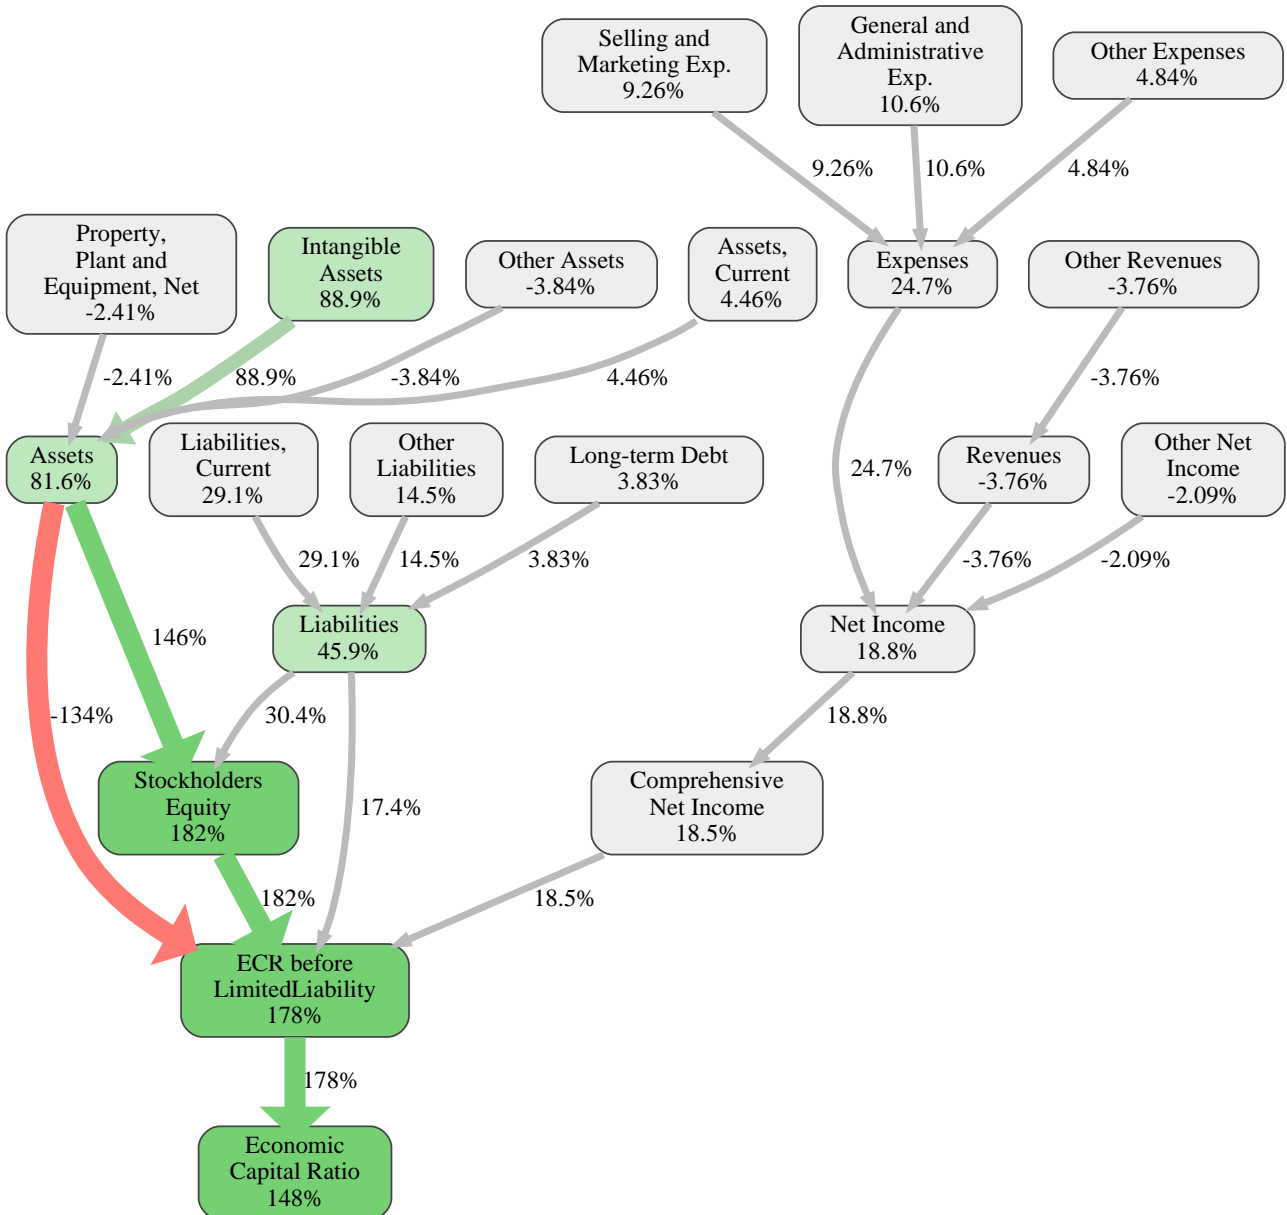 Selling and
Marketing Exp.
9.26%
General and
Administrative
Exp.
10.6%
Other Expenses
4.84%
9.26%
10.6%
4.84%
Property,
Plant and
Equipment, Net
-2.41%
Intangible
Assets
88.9%
Other Assets
-3.84%
Assets,
Current
4.46%
Expenses
24.7%
Other Revenues
-3.76%
-2.41%
88.9%
-3.84%
4.46%
-3.76%
Assets
81.6%
Liabilities,
Current
29.1%
Other
Liabilities
14.5%
Long-term Debt
3.83%
24.7%
Revenues
-3.76%
Other Net
Income
-2.09%
29.1%
14.5%
3.83%
-3.76%
-2.09%
146%
Liabilities
45.9%
Net Income
18.8%
-134%
30.4%
18.8%
Stockholders
Equity
182%
17.4%
Comprehensive
Net Income
18.5%
182%
18.5%
ECR before
LimitedLiability
178%
178%
Economic
Capital Ratio
148%